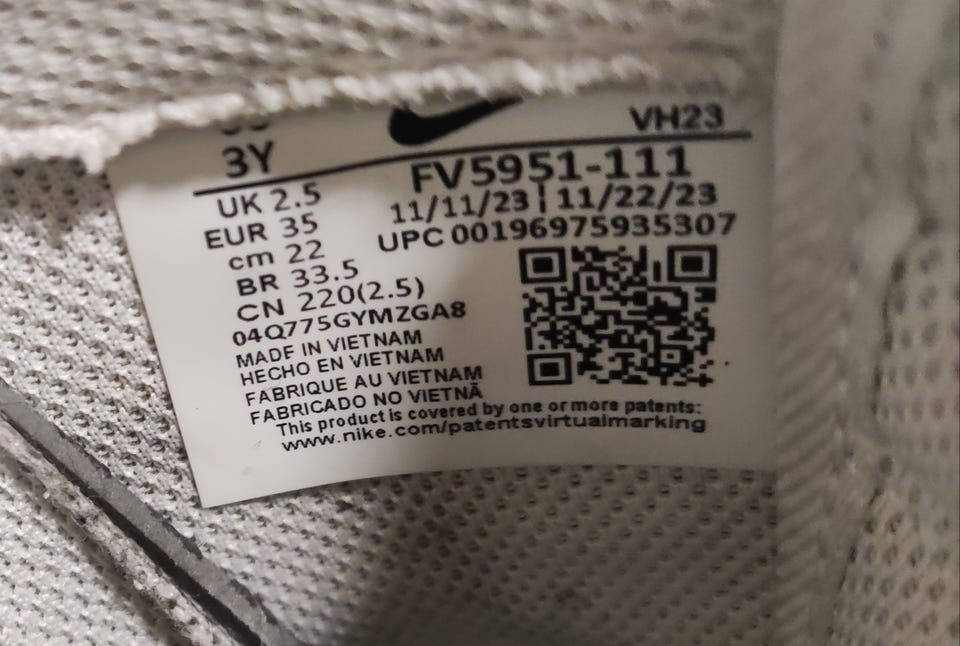 VH23
3Y
FV5951-111
UK 2.5
11/11/23 | 11/22/23
EUR 35
UPC 00196975935307
cm 22
BR 33.5
CN 220(2.5)
04Q775GYMZGA8
MADE IN VIETNAM
HECHO EN VIETNAM
FABRIQUE AU VIETNAM
FABRICADO NO VIETNÃ
This product is covered by one or more patents:
www.nike.com/patentsvirtualmarking